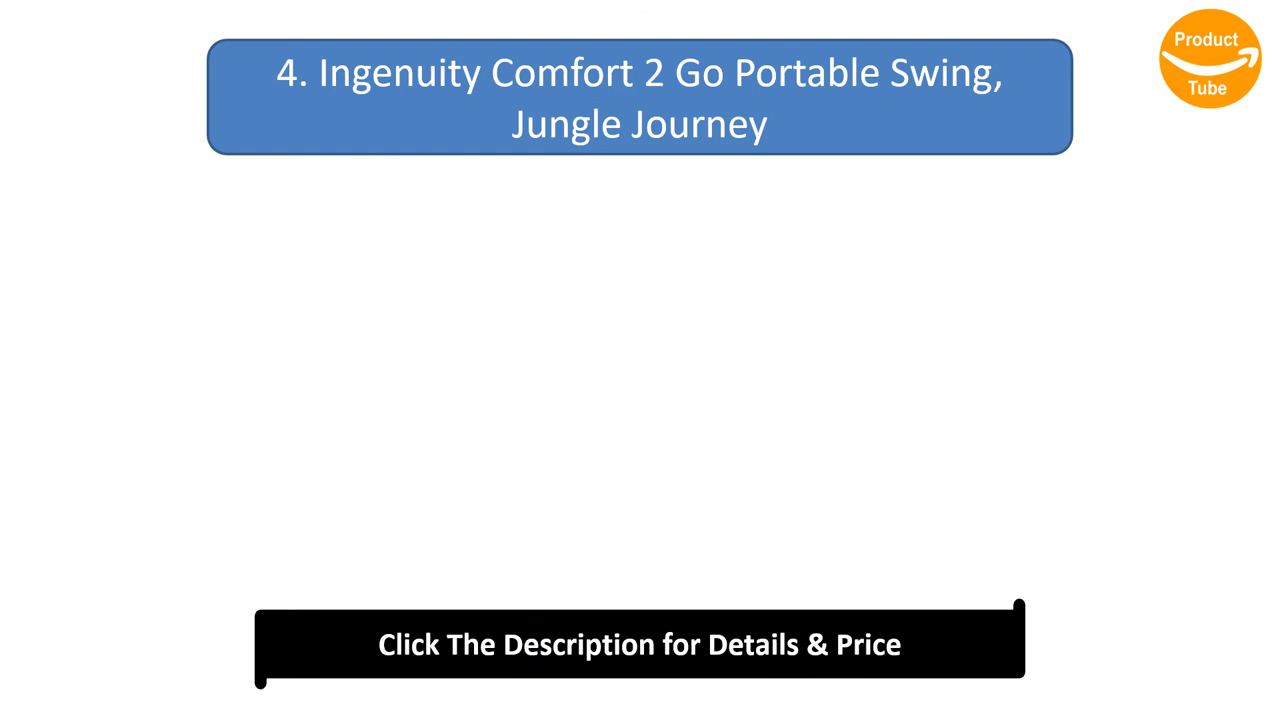 4. Ingenuity Comfort 2 Go Portable Swing,
Jungle Journey
Product
Tube
Click The Description for Details & Price